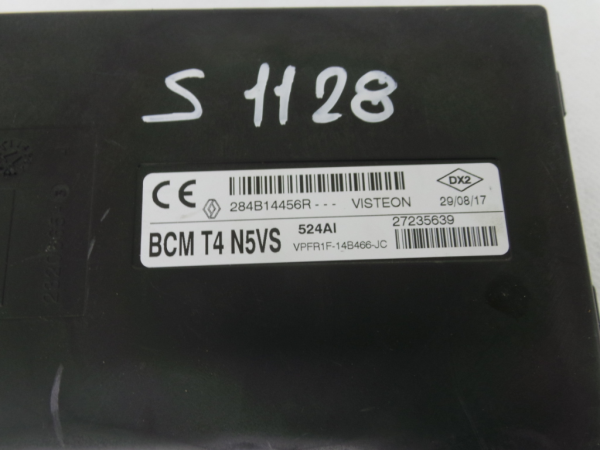 S 1128
CE DX2
284B14456R--- VISTEON 29/08/17
BCM T4 N5VS 524AI 27235639
VPFR1F-14B466-JC